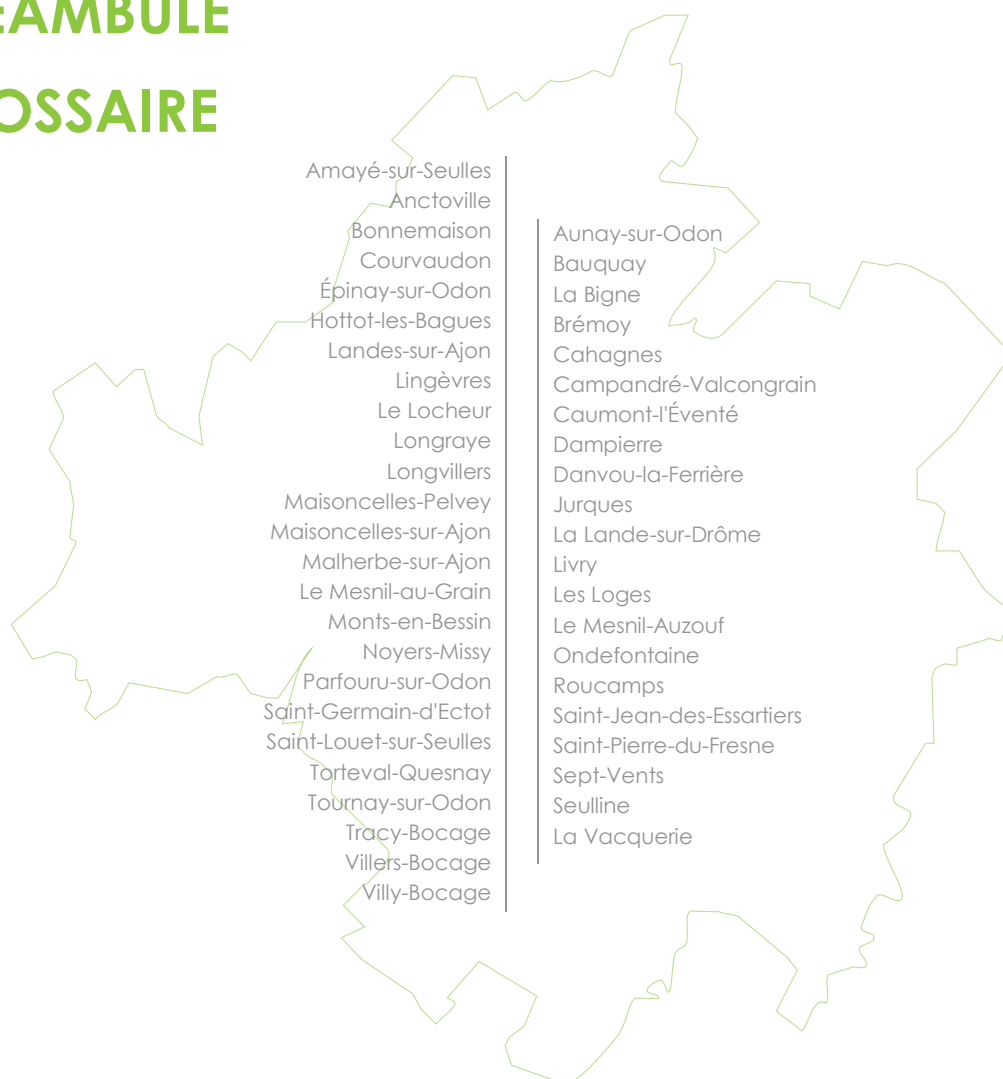 ÉAMBULE
OSSAIRE
Amayé-sur-Seulles
Anctoville
Bonnemaison
Courvaudon
Épinay-sur-Odon
Hottot-les-Bagues
Landes-sur-Ajon
Lingèvres
Le Locheur
Longraye
Longvillers
Maisoncelles-Pelvey
Maisoncelles-sur-Ajon
Malherbe-sur-Ajon
Le Mesnil-au-Grain
Monts-en-Bessin
Noyers-Missy
Parfouru-sur-Odon
Saint-Germain-d'Ectot
Saint-Louet-sur-Seulles
Torteval-Quesnay
Tournay-sur-Odon
Tracy-Bocage
Villers-Bocage
Villy-Bocage
Aunay-sur-Odon
Bauquay
La Bigne
Brémoy
Cahagnes
Campandré-Valcongrain
Caumont-l'Éventé
Dampierre
Danvou-la-Ferrière
Jurques
La Lande-sur-Drôme
Livry
Les Loges
Le Mesnil-Auzouf
Ondefontaine
Roucamps
Saint-Jean-des-Essartiers
Saint-Pierre-du-Fresne
Sept-Vents
Seulline
La Vacquerie